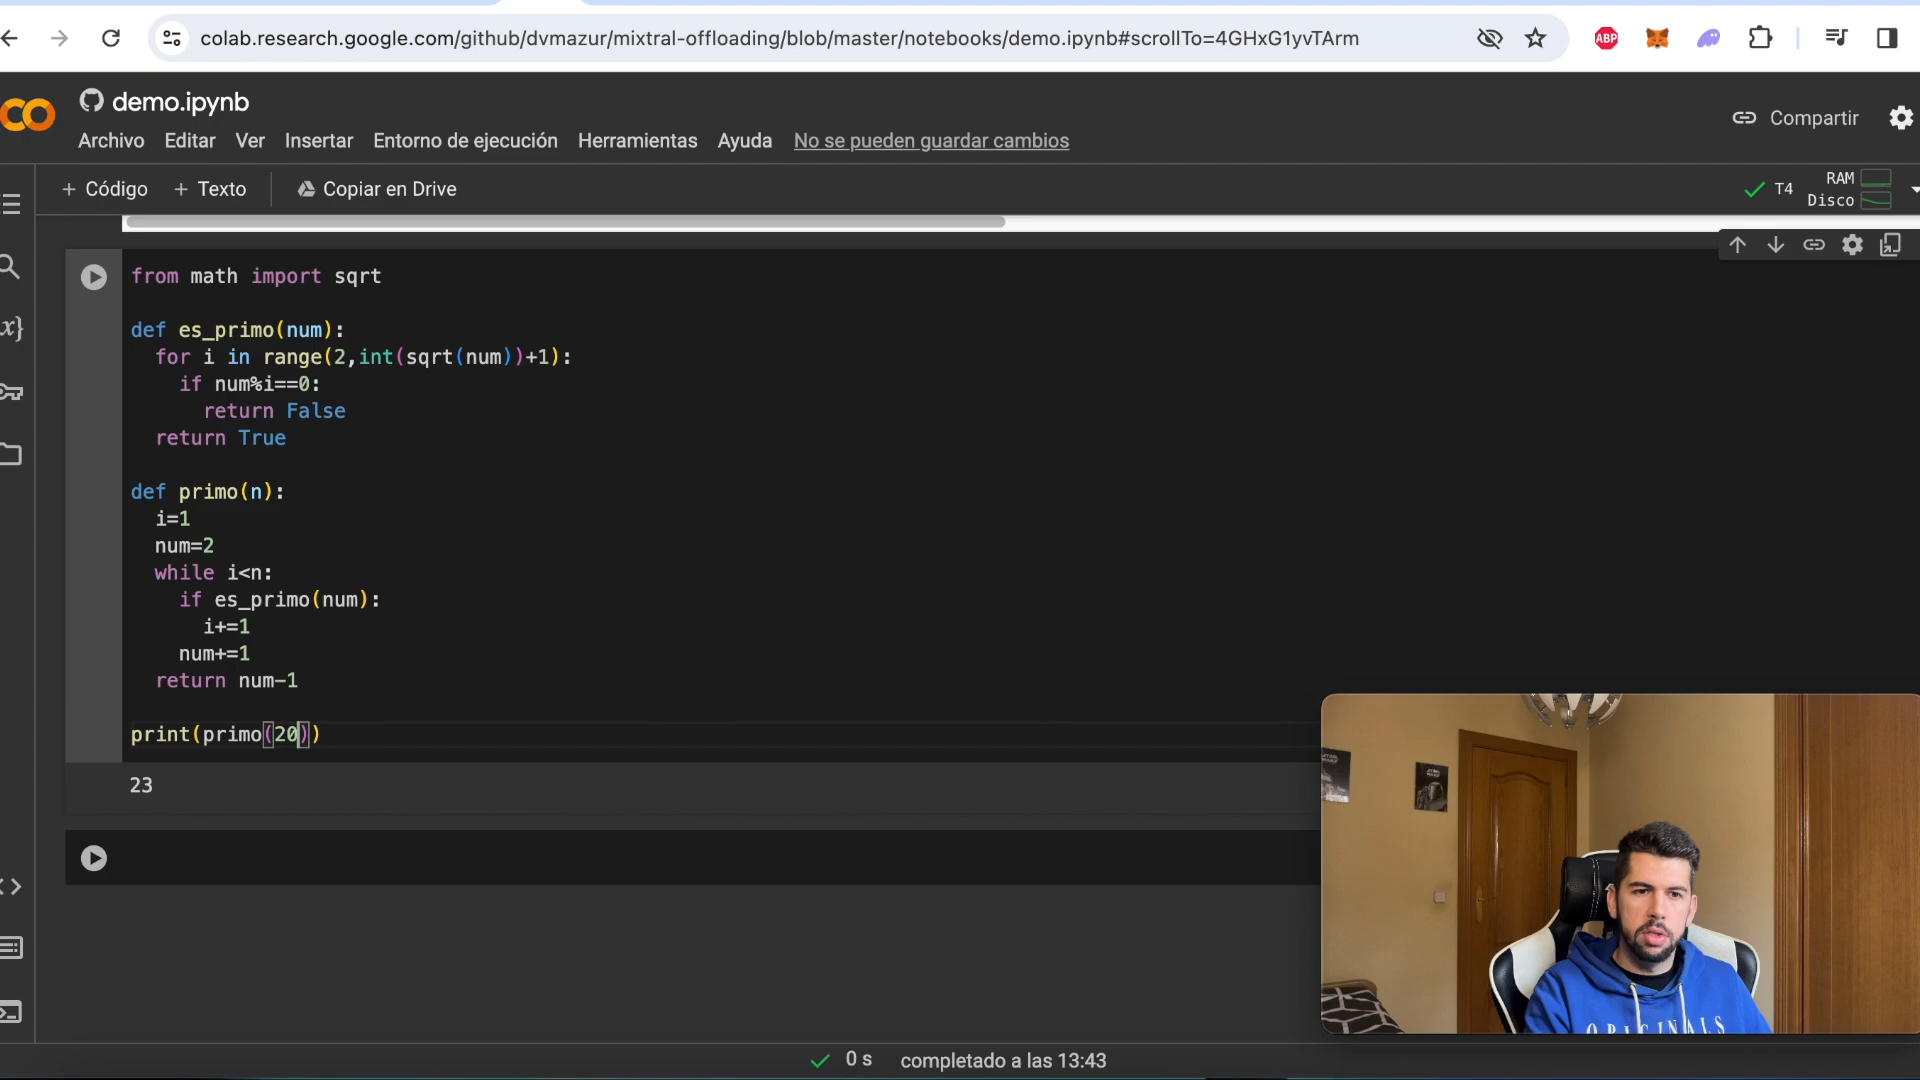 colab.research.google.com/github/dvmazur/mixtral-offloading/blob/master/notebooks/demo.ipynb#scrollTo=4GHxG1yvTArm
ABP
demo.ipynb
Compartir
Archivo Editar Ver Insertar Entorno de ejecución Herramientas Ayuda No se pueden guardar cambios
+ Código + Texto Copiar en Drive
T4 RAM
Disco
from math import sqrt
def es_primo(num):
for i in range(2,int(sqrt(num))+1):
if num%i==0:
return False
return True
def primo(n):
i=1
num=2
while i<n:
if es_primo(num):
i+=1
num+=1
return num-1
print(primo(20))
23
ORIGINALS
0 s completado a las 13:43